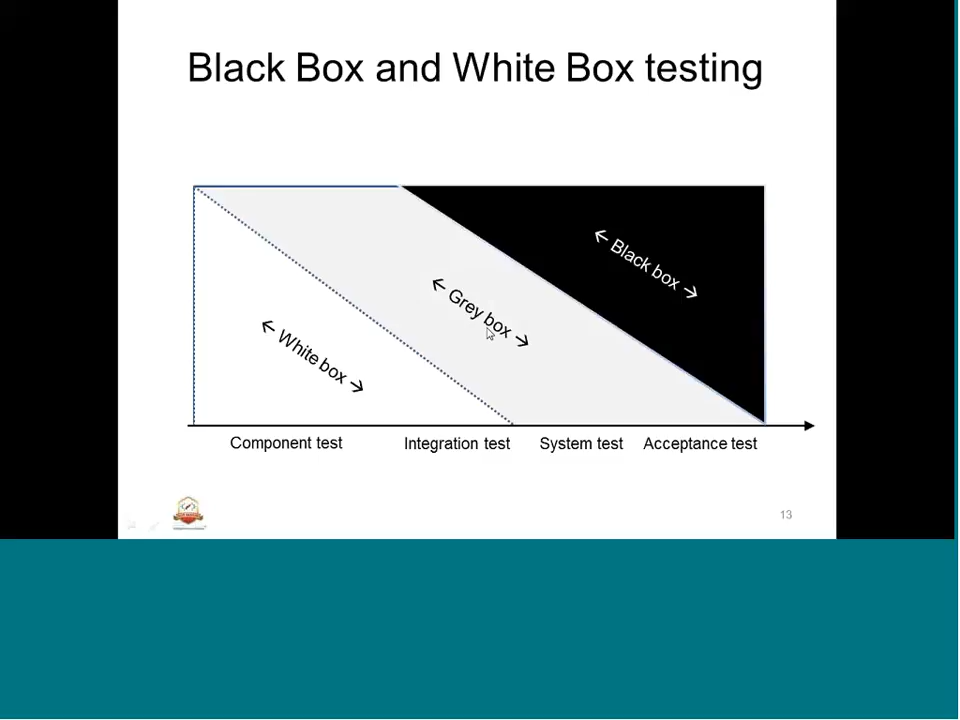 Black Box and White Box testing
← Black box →
← Grey box →
← White box →
Component test
Integration test
System test
Acceptance test
13